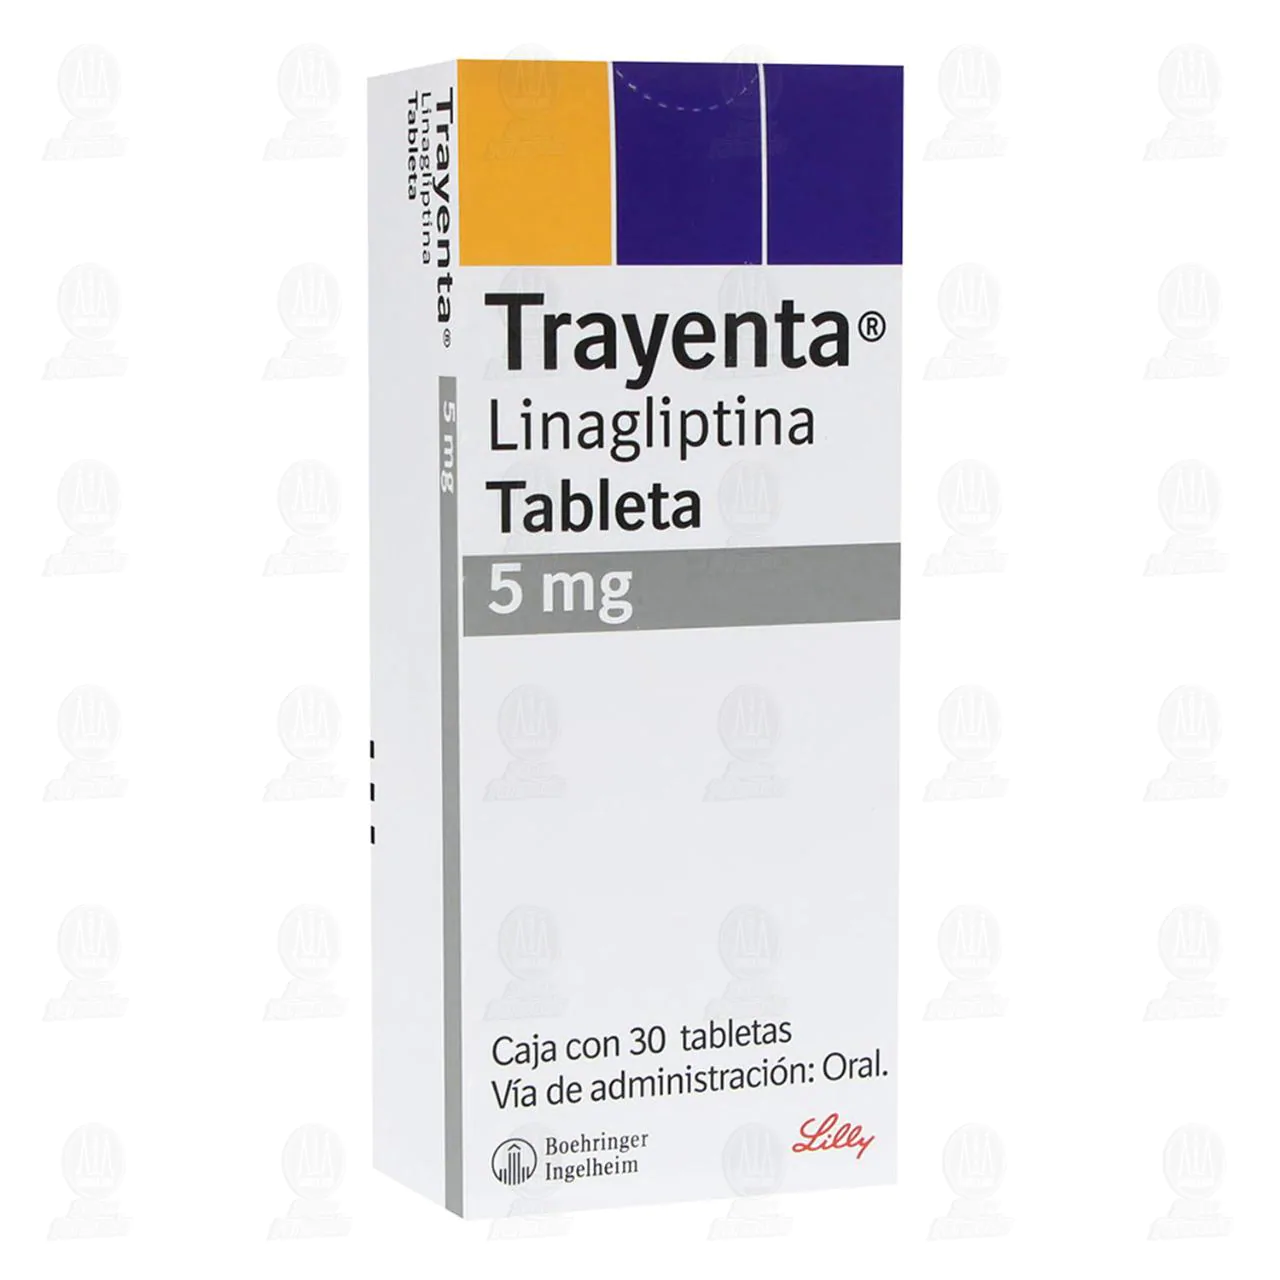 Trayenta®
Linagliptina
Tableta
5 mg
Trayenta®
Linagliptina
Tableta
5 mg
Caja con 30 tabletas
Vía de administración: Oral.
Boehringer
Ingelheim
Lilly